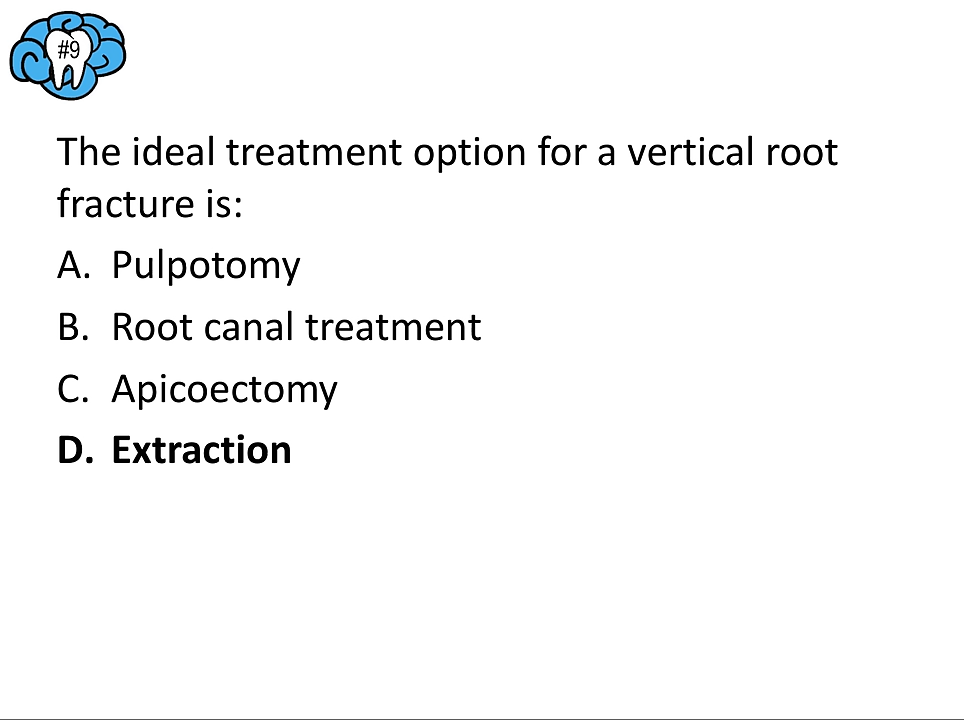 #9
The ideal treatment option for a vertical root
fracture is:
A. Pulpotomy
B. Root canal treatment
C. Apicoectomy
D. Extraction